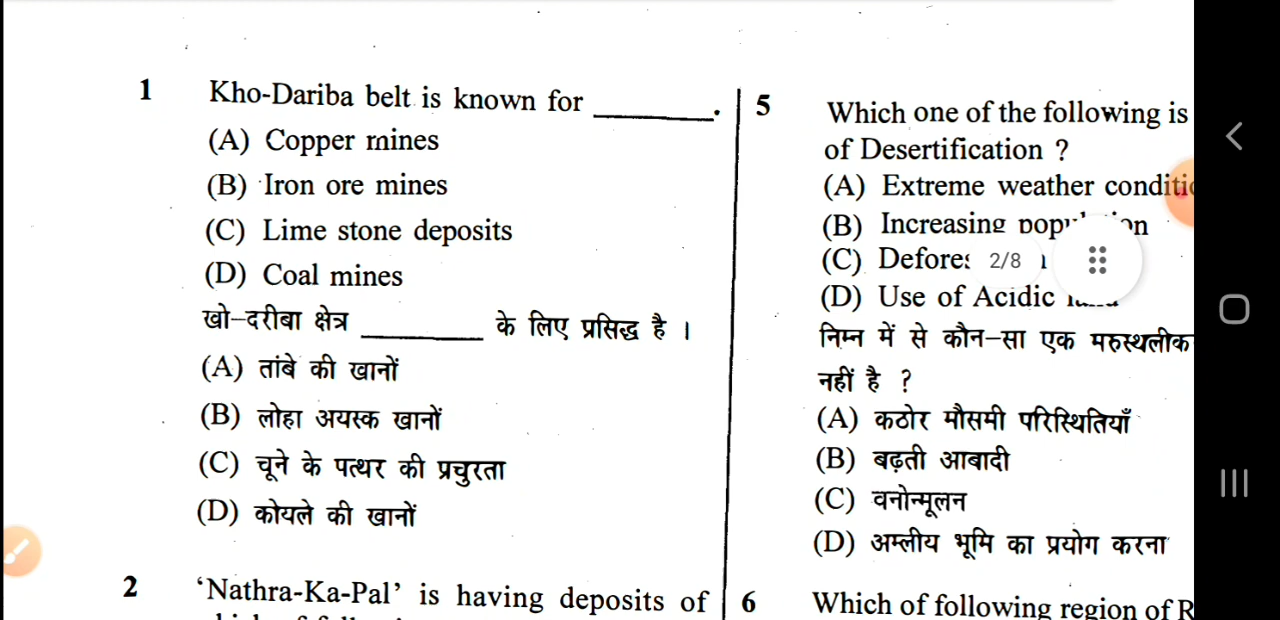 1 Kho-Dariba belt is known for ________.
(A) Copper mines
(B) Iron ore mines
(C) Lime stone deposits
(D) Coal mines
खो-दरीबा क्षेत्र ________ के लिए प्रसिद्ध है ।
(A) तांबे की खानों
(B) लोहा अयस्क खानों
(C) चूने के पत्थर की प्रचुरता
(D) कोयले की खानों
2 ‘Nathra-Ka-Pal’ is having deposits of
5 Which one of the following is
of Desertification ?
(A) Extreme weather
(B) Increasing
(C)
(D) Use of Acidic
निम्न में से कौन-सा एक
नहीं है ?
(A) कठोर मौसमी परिस्थितियाँ
(B) बढ़ती आबादी
(C) वनोन्मूलन
(D) अम्लीय भूमि का प्रयोग करना
6 Which of following region of
2/8